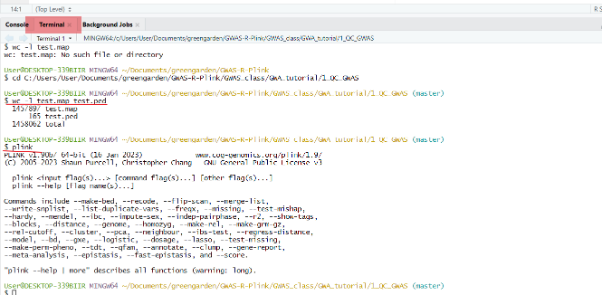 14:1 (Top Level)
Console Terminal × Background Jobs ×
Terminal 1 MINGW64:/c/Users/User/Documents/greengarden/GWAS-R-Plink/GWAS_class/GWA_tutorial/1_QC_GWAS
$ wc -l test.map
wc: test.map: No such file or directory
User@DESKTOP-339BIIR MINGW64 ~/Documents/greengarden/GWAS-R-Plink
$ cd C:/Users/User/Documents/greengarden/GWAS-R-Plink/GWAS_class/GWA_tutorial/1_QC_GWAS
User@DESKTOP-339BIIR MINGW64 ~/Documents/greengarden/GWAS-R-Plink/GWAS_class/GWA_tutorial/1_QC_GWAS (master)
$ wc -l test.map test.ped
1457897 test.map
165 test.ped
1458062 total
User@DESKTOP-339BIIR MINGW64 ~/Documents/greengarden/GWAS-R-Plink/GWAS_class/GWA_tutorial/1_QC_GWAS (master)
$ plink
PLINK v1.90b7 64-bit (16 Jan 2023) www.cog-genomics.org/plink/1.9/
(C) 2005-2023 Shaun Purcell, Christopher Chang GNU General Public License v3
plink <input flag(s)...> [command flag(s)...] [other flag(s)...]
plink --help [flag name(s)...]
Commands include --make-bed, --recode, --flip-scan, --merge-list,
--write-snplist, --list-duplicate-vars, --freqx, --missing, --test-mishap,
--hardy, --mendel, --ibc, --impute-sex, --indep-pairphase, --r2, --show-tags,
--blocks, --distance, --genome, --homozyg, --make-rel, --make-grm-gz,
--rel-cutoff, --cluster, --pca, --neighbour, --ibs-test, --regress-distance,
--model, --bd, --gxe, --logistic, --dosage, --lasso, --test-missing,
--make-perm-pheno, --tdt, --qfam, --annotate, --clump, --gene-report,
--meta-analysis, --epistasis, --fast-epistasis, and --score.
"plink --help | more" describes all functions (warning: long).
User@DESKTOP-339BIIR MINGW64 ~/Documents/greengarden/GWAS-R-Plink/GWAS_class/GWA_tutorial/1_QC_GWAS (master)
$